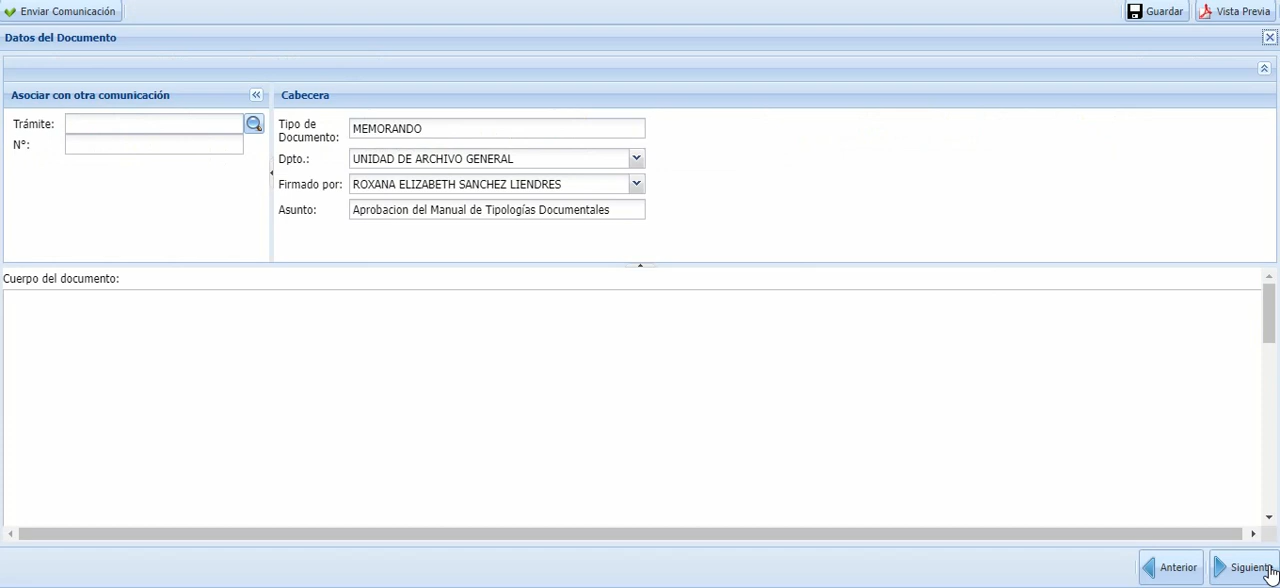 Enviar Comunicación
Guardar
Vista Previa
Datos del Documento
Asociar con otra comunicación
Cabecera
Trámite:
N°:
Tipo de
Documento:
MEMORANDO
Dpto.:
UNIDAD DE ARCHIVO GENERAL
Firmado por:
ROXANA ELIZABETH SANCHEZ LIENDRES
Asunto:
Aprobacion del Manual de Tipologías Documentales
Cuerpo del documento:
Anterior
Siguiente